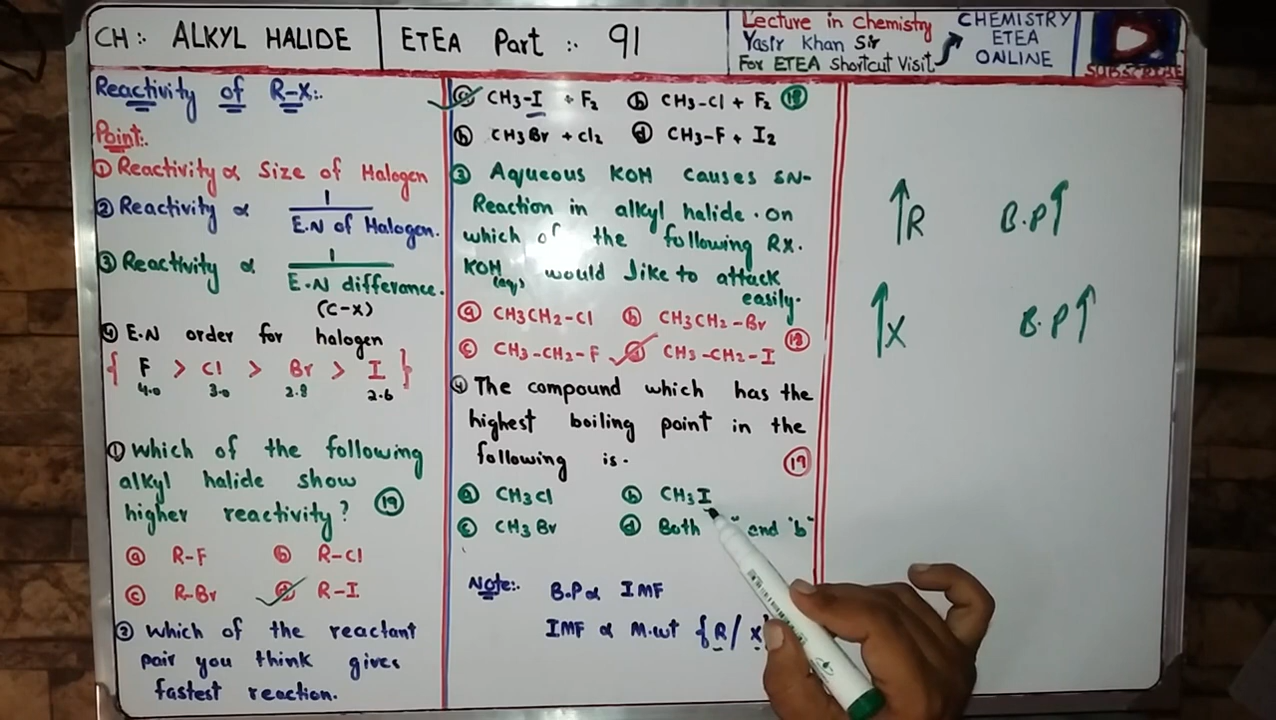 CH:- ALKYL HALIDE
ETEA Part :- 91
Lecture in chemistry
Yasir Khan Sir
For ETEA Shortcut Visit
CHEMISTRY
ETEA
ONLINE
SUBSCRIBE
Reactivity of R-X:-
Point:-
① Reactivity ∝ Size of Halogen
② Reactivity ∝ 1 / E.N of Halogen.
③ Reactivity ∝ 1 / E.N difference.
(C-X)
④ E.N order for halogen
{ F > Cl > Br > I }
4.0 3.0 2.8 2.6
① Which of the following
alkyl halide show
higher reactivity? ⑲
ⓐ R-F ⓑ R-Cl
ⓒ R-Br ⓓ R-I
② Which of the reactant
pair you think gives
fastest reaction.
ⓐ CH3-I + F2 ⓑ CH3-Cl + F2 ⑱
ⓑ CH3Br + Cl2 ⓓ CH3-F + I2
③ Aqueous KOH causes SN-
Reaction in alkyl halide. on
which of the following RX.
KOH(aq) would like to attack
easily.
ⓐ CH3CH2-Cl ⓑ CH3CH2-Br
ⓒ CH3-CH2-F ⓓ CH3-CH2-I ⑱
④ The compound which has the
highest boiling point in the
following is. ⑲
ⓐ CH3Cl ⓑ CH3I
ⓒ CH3Br ⓓ Both " and "b"
Note:- B.P ∝ IMF
IMF ∝ M.wt {R/X
↑R B.P↑
↑X B.P↑